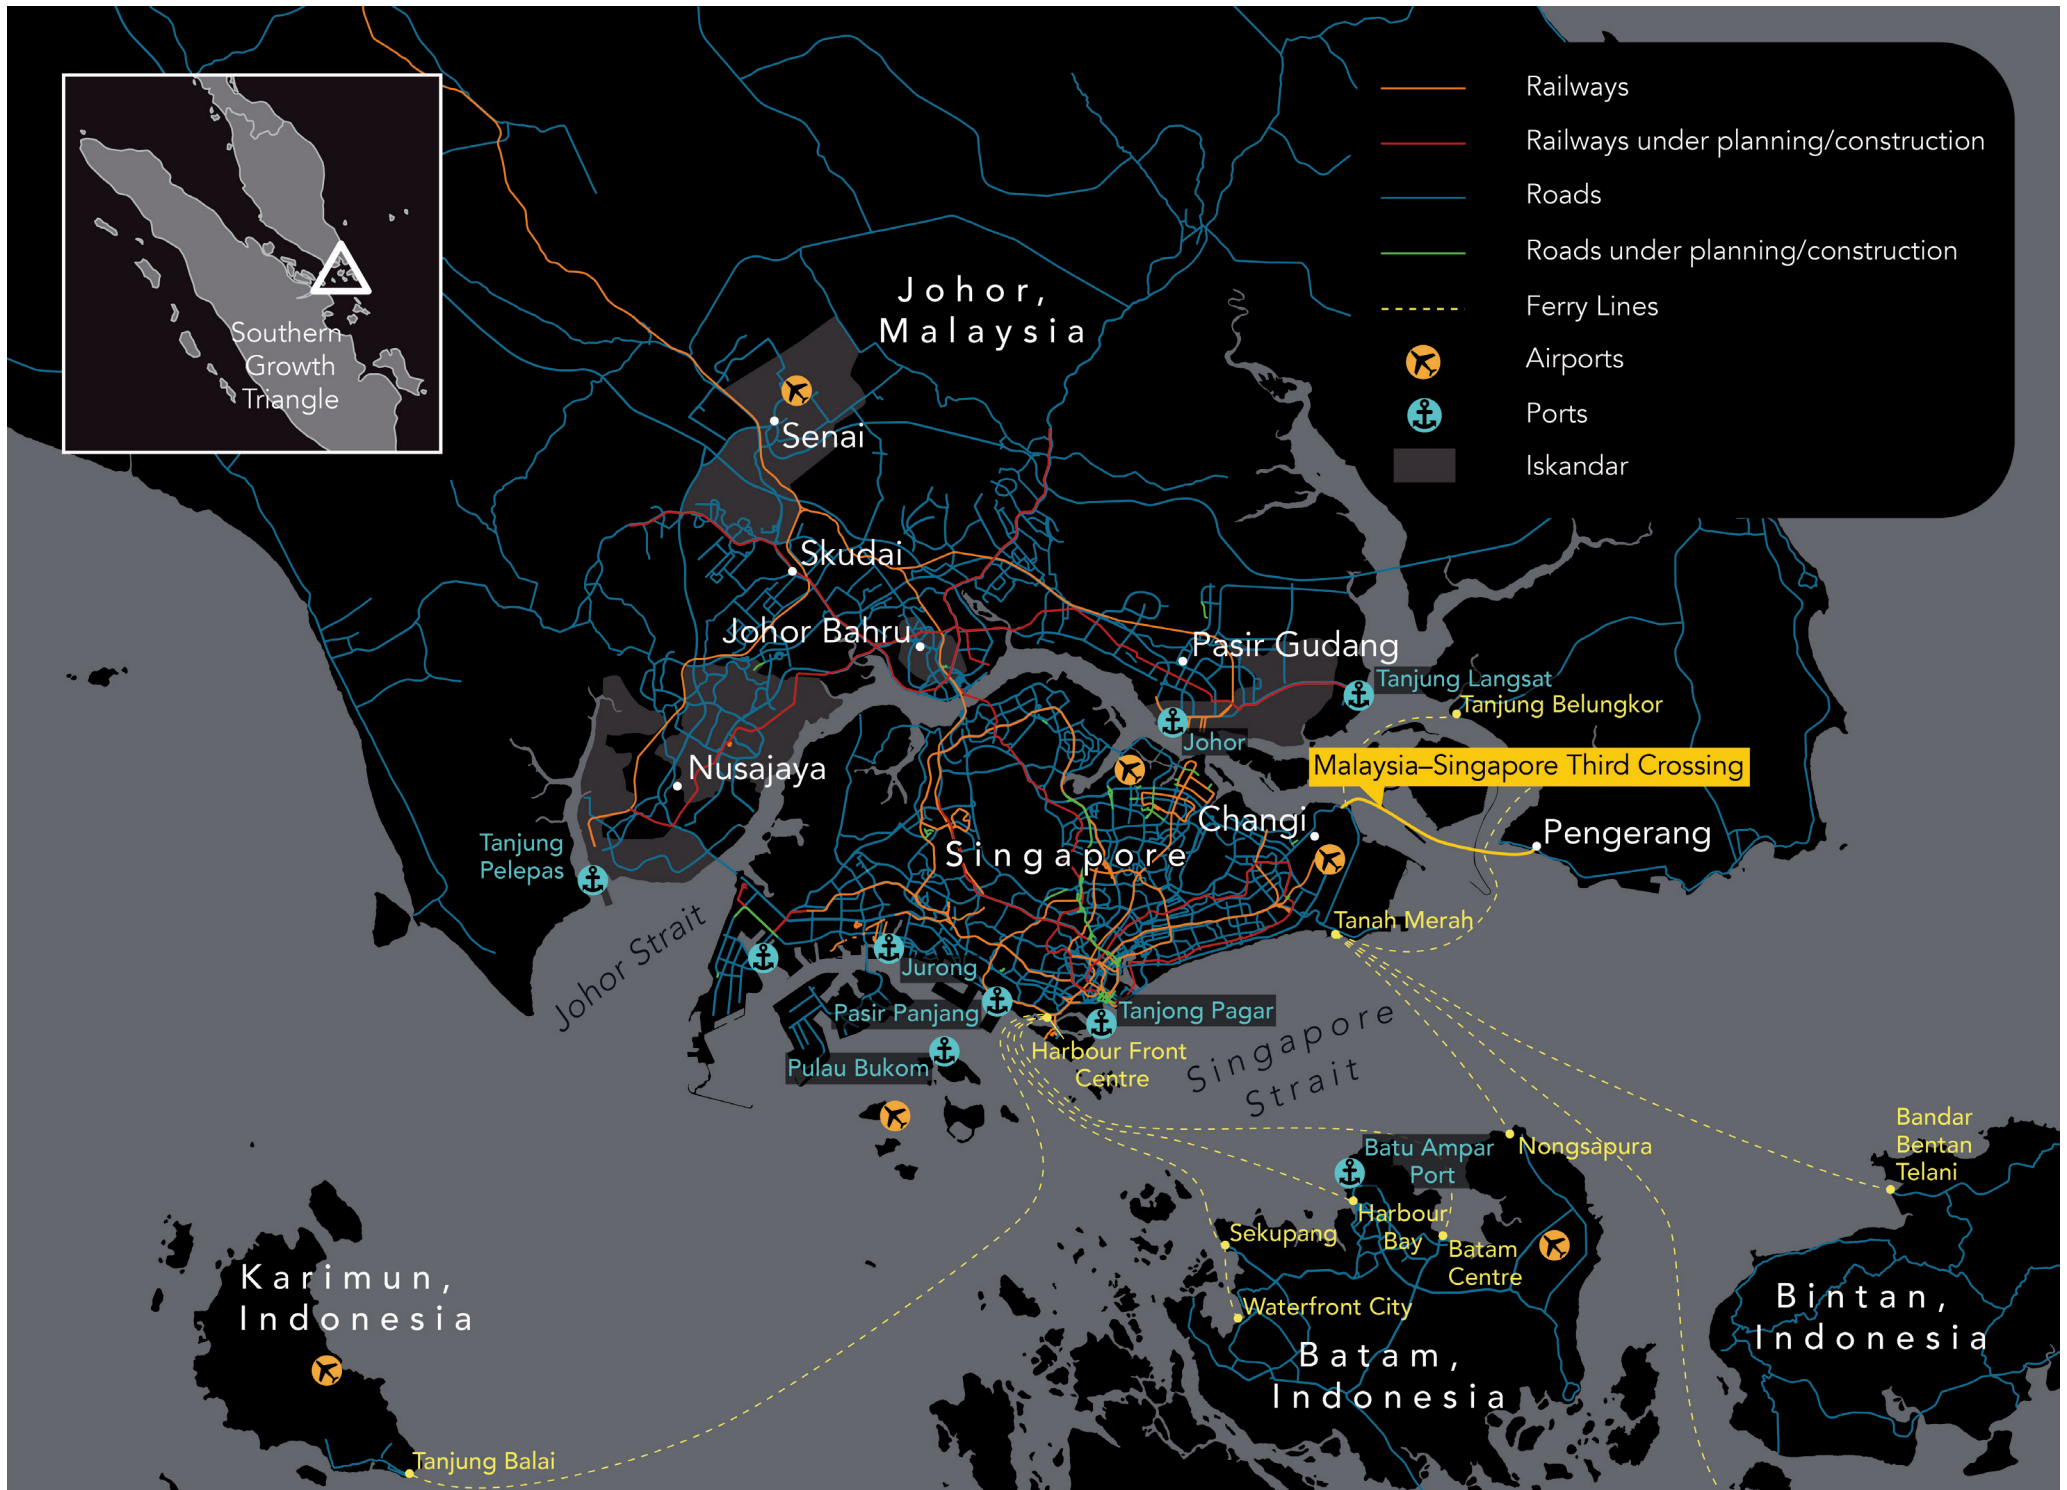 Railways
Railways under planning/construction
Roads
Roads under planning/construction
Ferry Lines
Airports
Ports
Iskandar
Southern
Growth
Triangle
Johor,
Malaysia
Senai
Skudai
Johor Bahru
Pasir Gudang
Tanjung Langsat
Tanjung Belungkor
Johor
Malaysia–Singapore Third Crossing
Nusajaya
Changi
Pengerang
Singapore
Tanjung
Pelepas
Tanah Merah
Johor Strait
Jurong
Pasir Panjang
Tanjong Pagar
Pulau Bukom
Harbour Front
Centre
Singapore
Strait
Batu Ampar
Port
Nongsapura
Bandar
Bentan
Telani
Harbour
Bay
Sekupang
Batam
Centre
Waterfront City
Karimun,
Indonesia
Batam,
Indonesia
Bintan,
Indonesia
Tanjung Balai